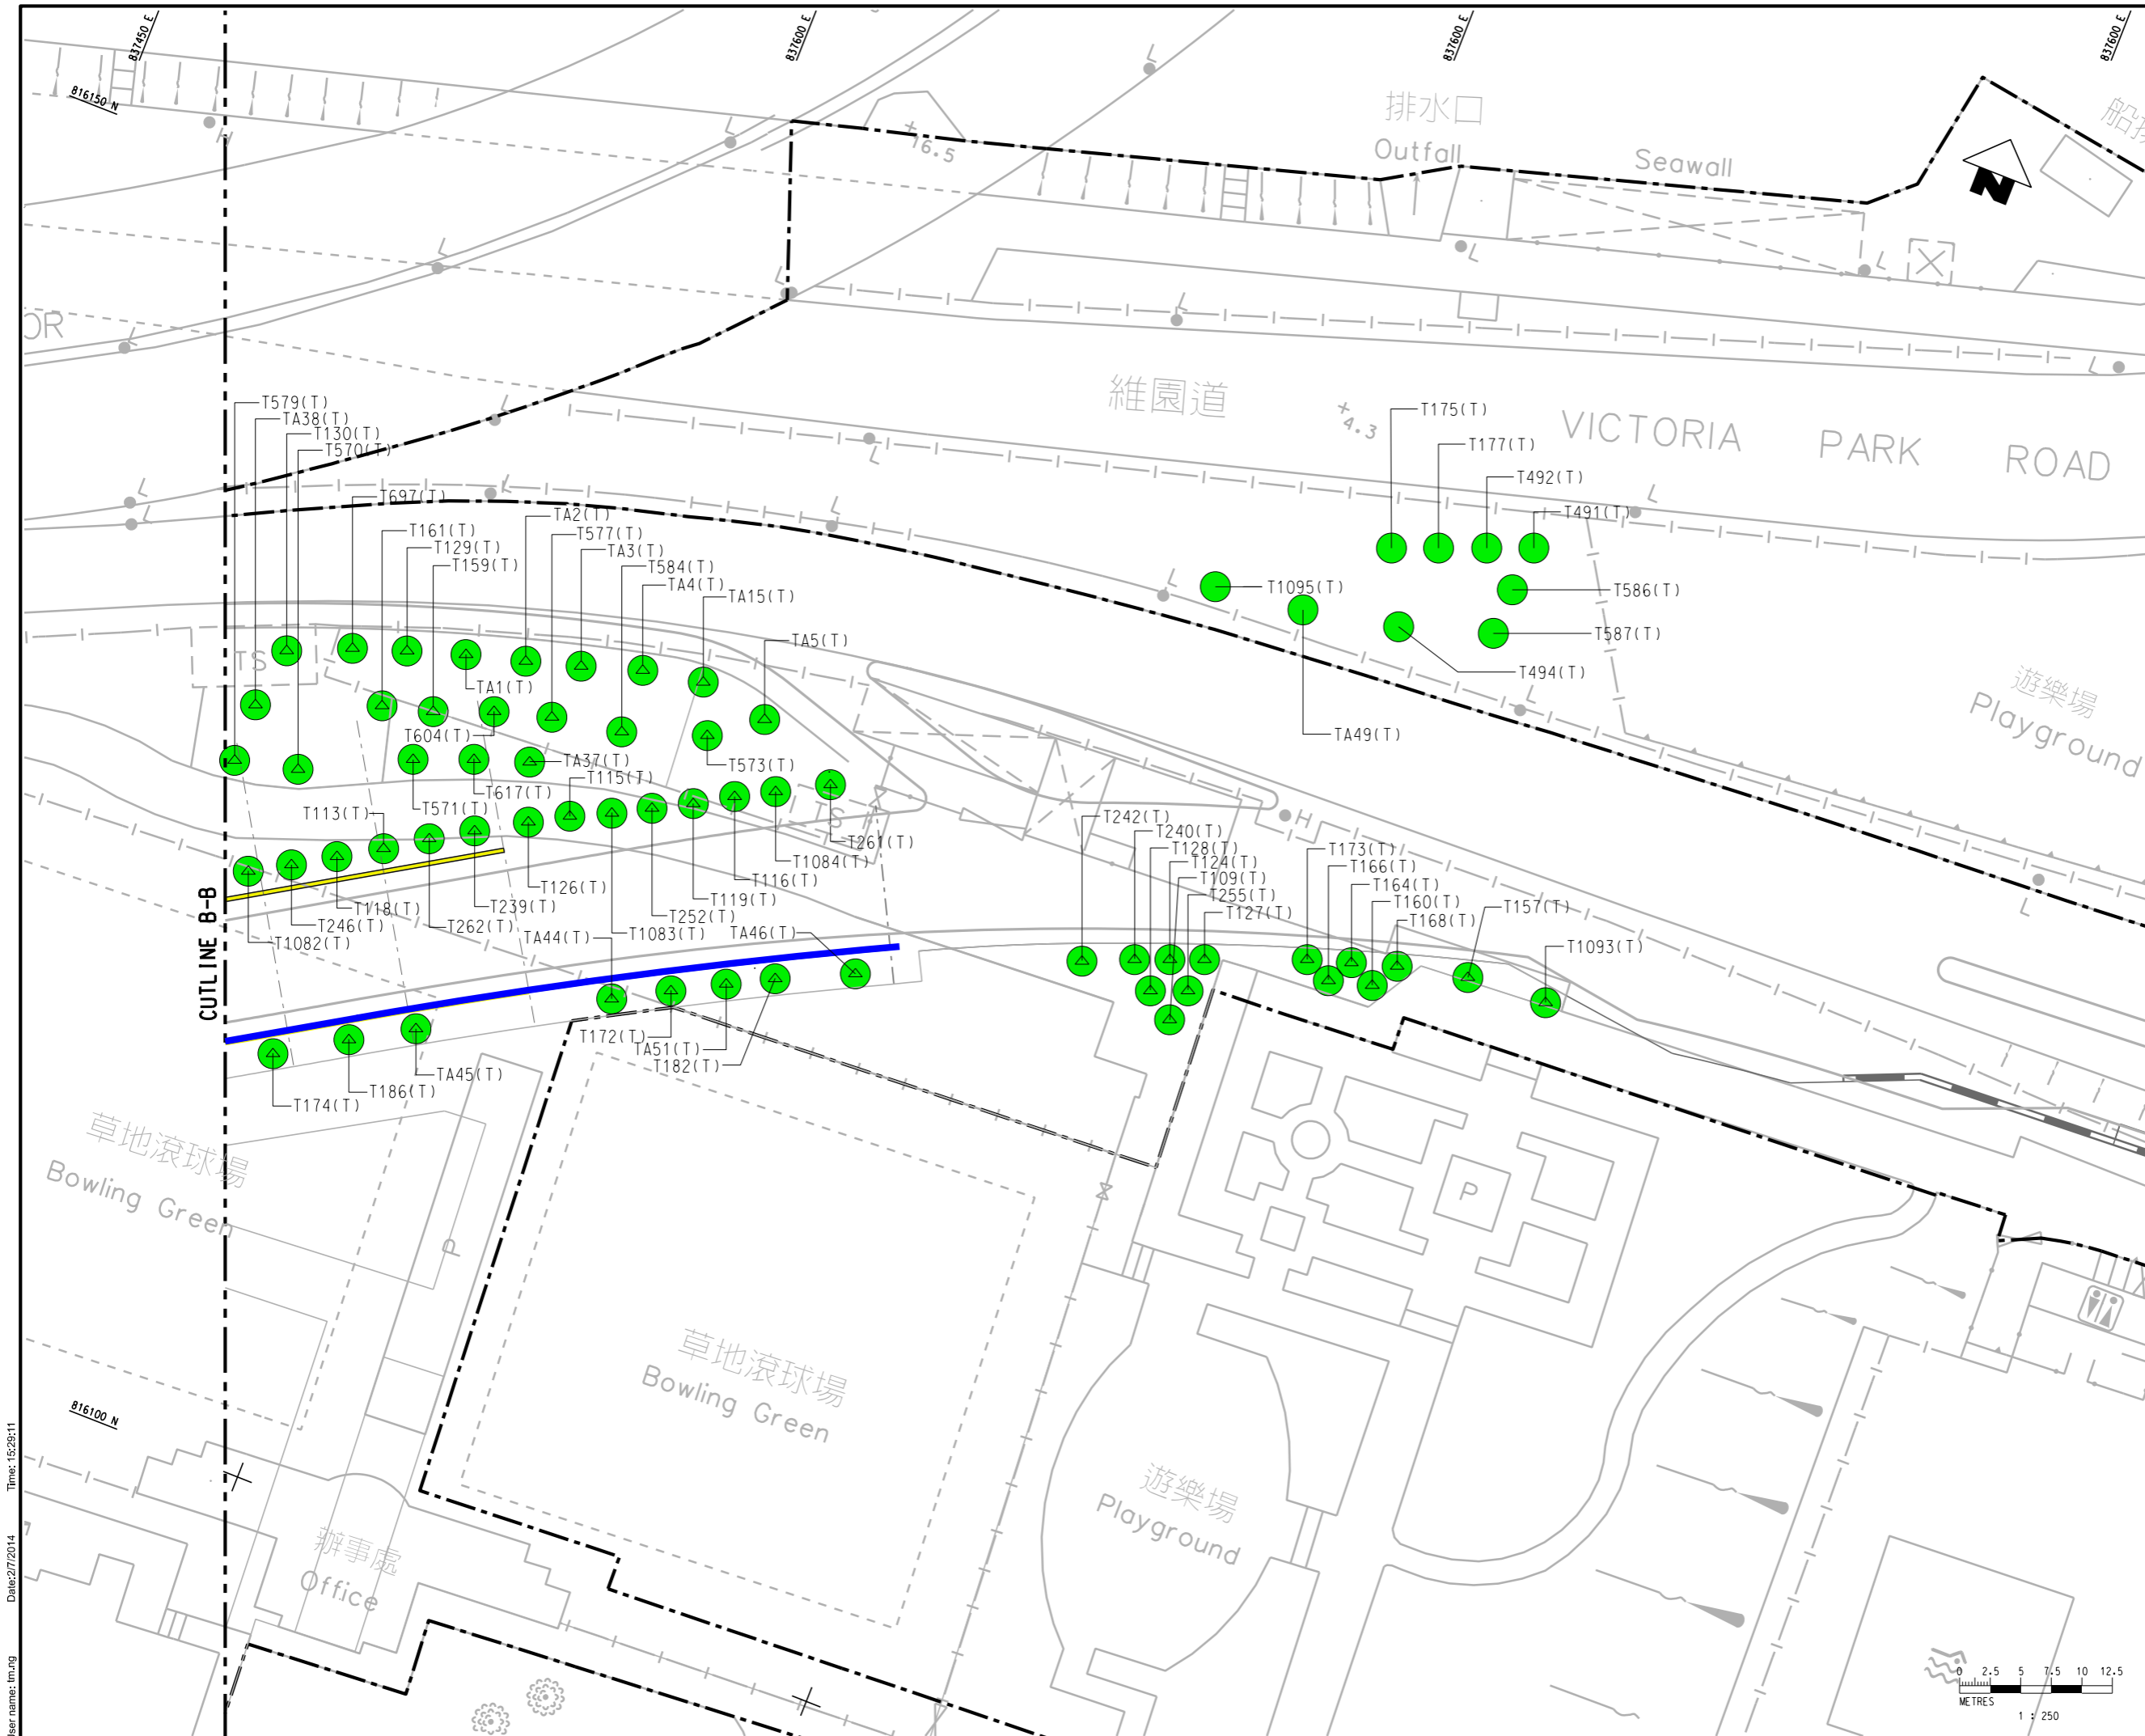 837450 E
837600 E
837600 E
837600 E
816150 N
H
L
L
+16.5
排水口
Outfall
Seawall
L
L
L
L
L
OR
L
維園道
+4.3
VICTORIA PARK ROAD
T579(T)
TA38(T)
T130(T)
T570(T)
T697(T)
T161(T)
T129(T)
T159(T)
TA2(T)
T577(T)
TA3(T)
T584(T)
TA4(T)
TA15(T)
TA5(T)
T175(T)
T177(T)
T492(T)
T491(T)
T1095(T)
T586(T)
T587(T)
T494(T)
TA49(T)
遊樂場
Playground
TS
TA1(T)
T604(T)
TA37(T)
T573(T)
T115(T)
T617(T)
T571(T)
T113(T)
TS
T261(T)
T1084(T)
T116(T)
T119(T)
T126(T)
T252(T)
T1083(T)
T239(T)
T262(T)
T118(T)
T246(T)
T1082(T)
TA44(T)
TA46(T)
T242(T)
T240(T)
T128(T)
T124(T)
T109(T)
T255(T)
T127(T)
H
T173(T)
T166(T)
T164(T)
T160(T)
T168(T)
T157(T)
T1093(T)
CUTLINE B-B
T172(T)
TA51(T)
T182(T)
TA45(T)
T186(T)
T174(T)
草地滾球場
Bowling Green
P
P
草地滾球場
Bowling Green
816100 N
遊樂場
Playground
辦事處
Office
0 2.5 5 7.5 10 12.5
METRES
1 : 250
Time: 15:29:11
Date:2/7/2014
User name: tm.ng
N